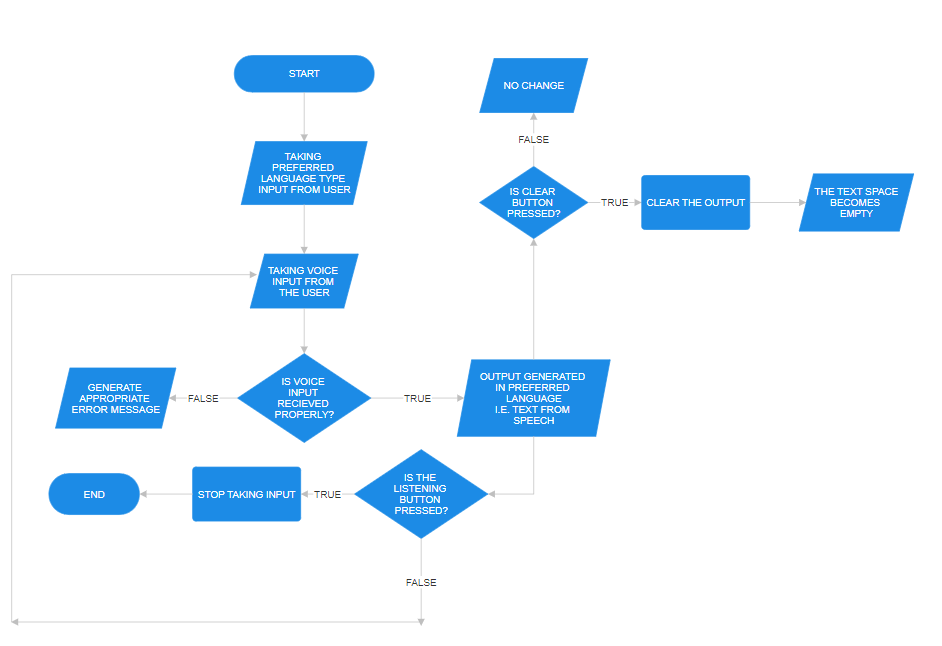 START
TAKING
PREFERRED
LANGUAGE TYPE
INPUT FROM USER
TAKING VOICE
INPUT FROM
THE USER
IS VOICE
INPUT
RECIEVED
PROPERLY?
FALSE
GENERATE
APPROPRIATE
ERROR MESSAGE
TRUE
OUTPUT GENERATED
IN PREFERRED
LANGUAGE
I.E. TEXT FROM
SPEECH
IS CLEAR
BUTTON
PRESSED?
FALSE
NO CHANGE
TRUE
CLEAR THE OUTPUT
THE TEXT SPACE
BECOMES
EMPTY
IS THE
LISTENING
BUTTON
PRESSED?
TRUE
STOP TAKING INPUT
END
FALSE